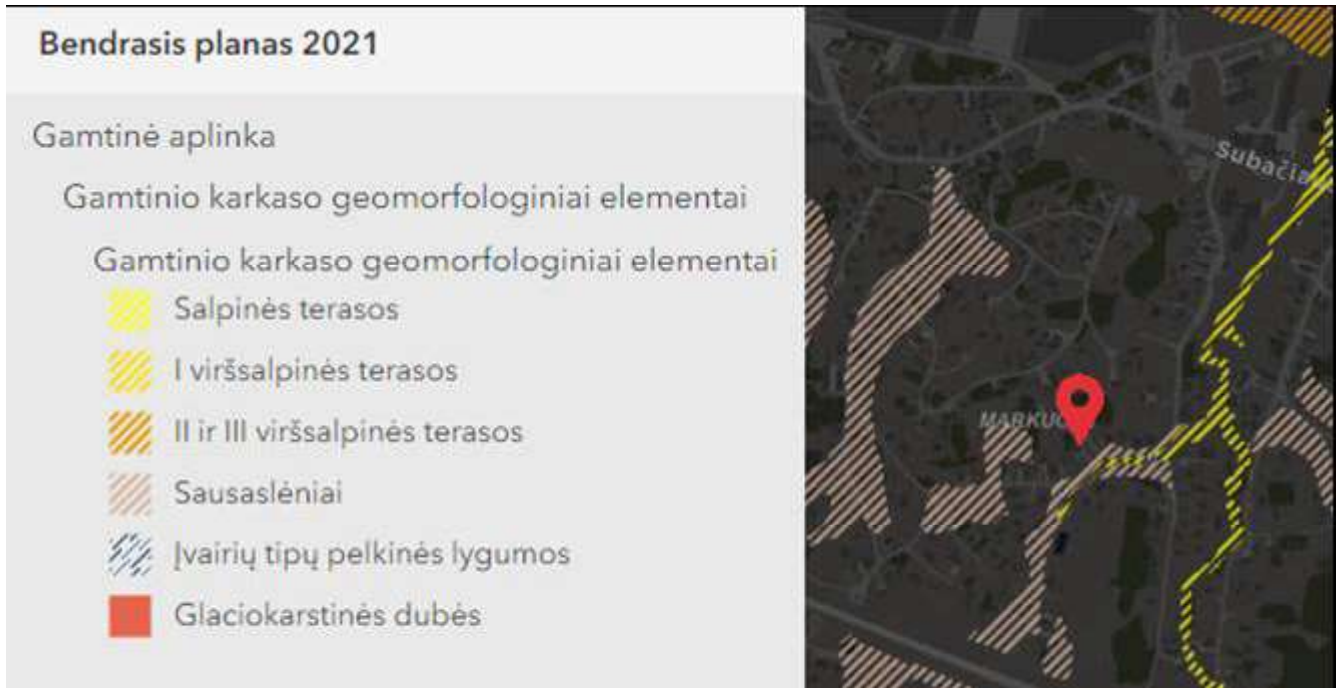 Bendrasis planas 2021
Gamtinė aplinka
Gamtinio karkaso geomorfologiniai elementai
Gamtinio karkaso geomorfologiniai elementai
Salpinės terasos
I viršsalpinės terasos
II ir III viršsalpinės terasos
Sausaslėniai
Įvairių tipų pelkinės lygumos
Glaciokarstinės dubės
Subačia
MARKUČ